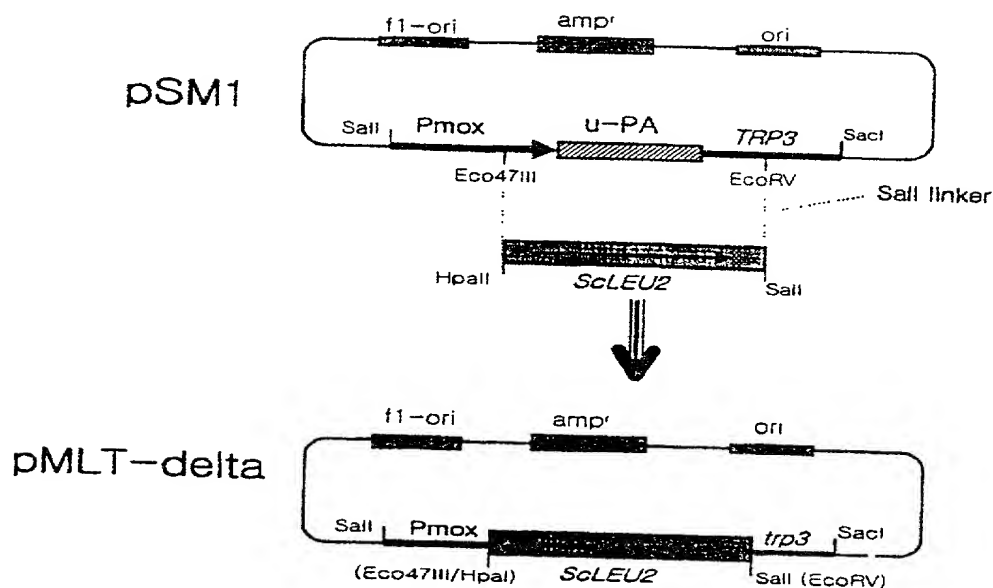 f1-ori
ampʳ
ori
pSM1
SalI
Pmox
u-PA
TRP3
SacI
Eco47III
EcoRV
SalI linker
HpaII
ScLEU2
SalI
f1-ori
ampʳ
ori
pMLT-delta
SalI
Pmox
trp3
SacI
(Eco47III/HpaI)
ScLEU2
SalI (EcoRV)